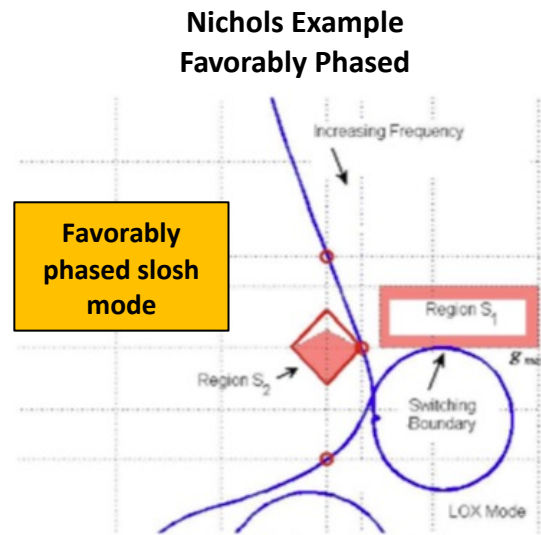 Nichols Example
Favorably Phased
Increasing Frequency
Favorably
phased slosh
mode
Region S1
Region S2
Switching
Boundary
LOX Mode